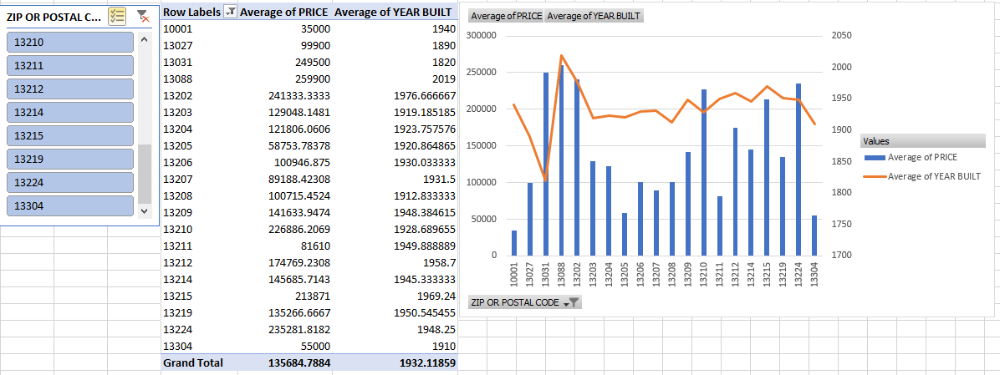 ZIP OR POSTAL C...
13210
13211
13212
13214
13215
13219
13224
13304
Row Labels Average of PRICE Average of YEAR BUILT
10001 35000 1940
13027 99900 1890
13031 249500 1820
13088 259900 2019
13202 241333.3333 1976.666667
13203 129048.1481 1919.185185
13204 121806.0606 1923.757576
13205 58753.78378 1920.864865
13206 100946.875 1930.033333
13207 89188.42308 1931.5
13208 100715.4524 1912.833333
13209 141633.9474 1948.384615
13210 226886.2069 1928.689655
13211 81610 1949.888889
13212 174769.2308 1958.7
13214 145685.7143 1945.333333
13215 213871 1969.24
13219 135266.6667 1950.545455
13224 235281.8182 1948.25
13304 55000 1910
Grand Total 135684.7884 1932.11859
Average of PRICE Average of YEAR BUILT
300000
250000
200000
150000
100000
50000
0
2050
2000
1950
1900
1850
1800
1750
1700
10001
13027
13031
13088
13202
13203
13204
13205
13206
13207
13208
13209
13210
13211
13212
13214
13215
13219
13224
13304
Values
Average of PRICE
Average of YEAR BUILT
ZIP OR POSTAL CODE